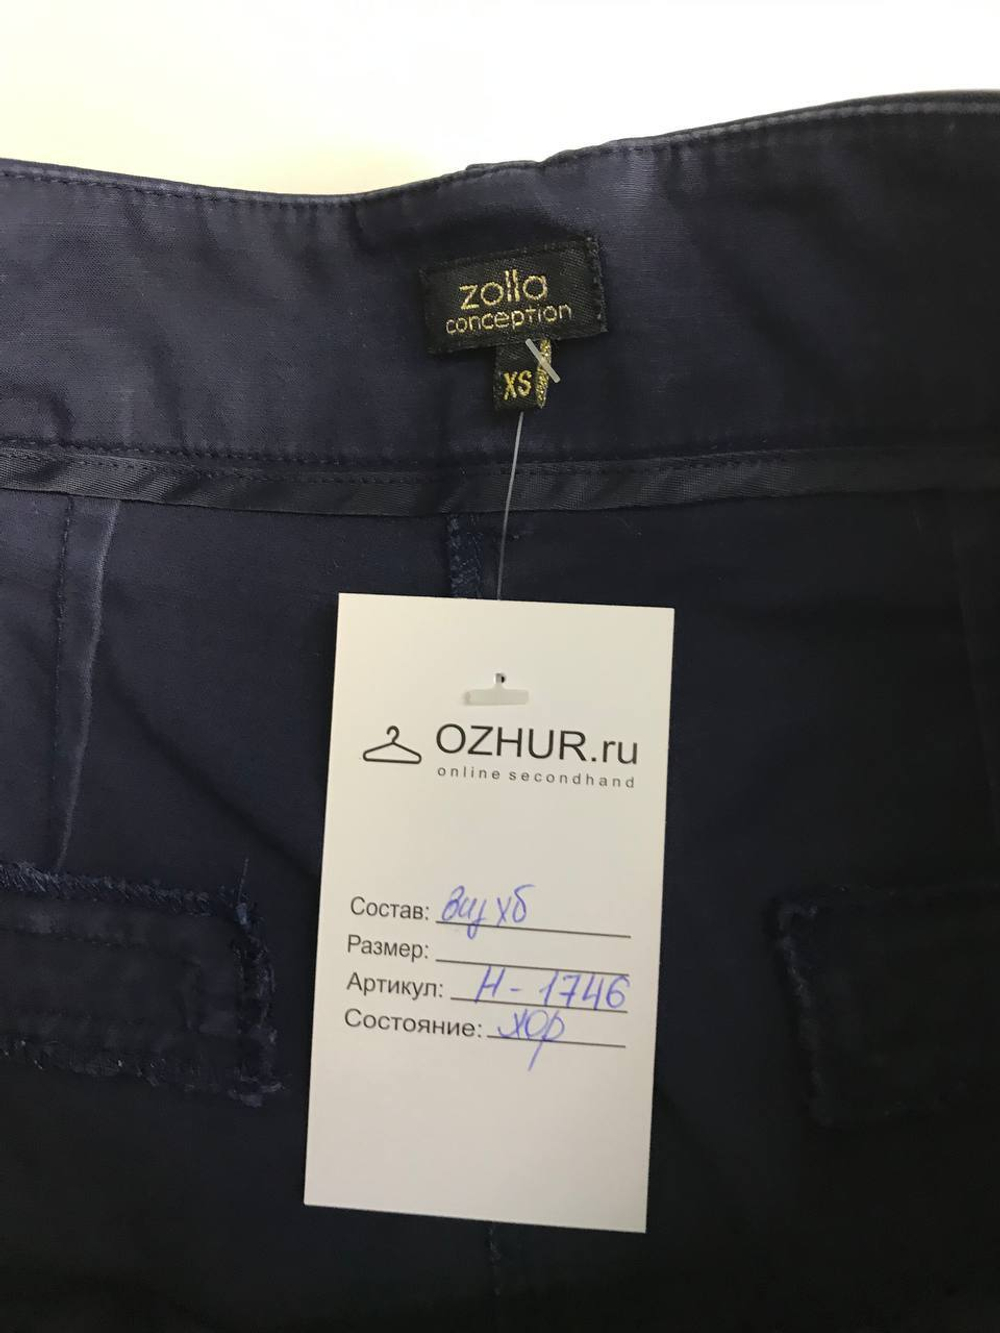 zolla
conception
XS
OZHUR.ru
online secondhand
Состав: Виз хб
Размер:
Артикул: Н-1746
Состояние: хор